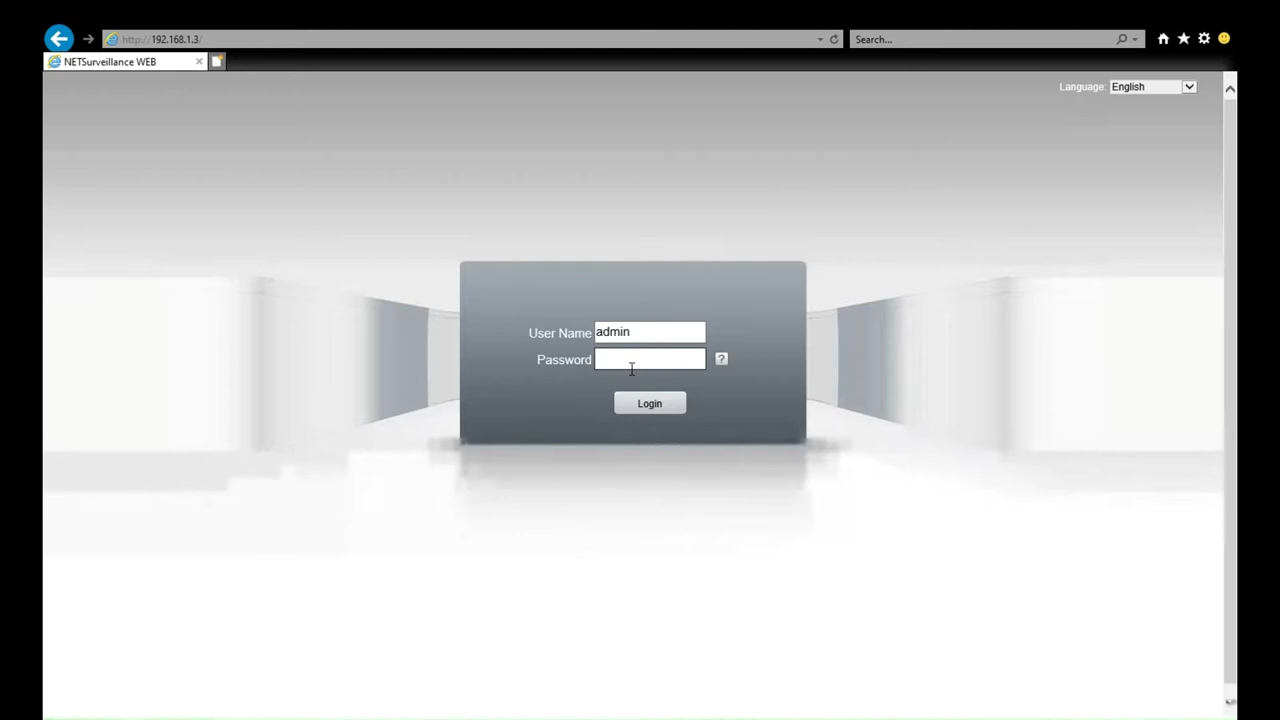 http://192.168.1.3/
Search...
NETSurveillance WEB
Language: English
User Name admin
Password
?
Login